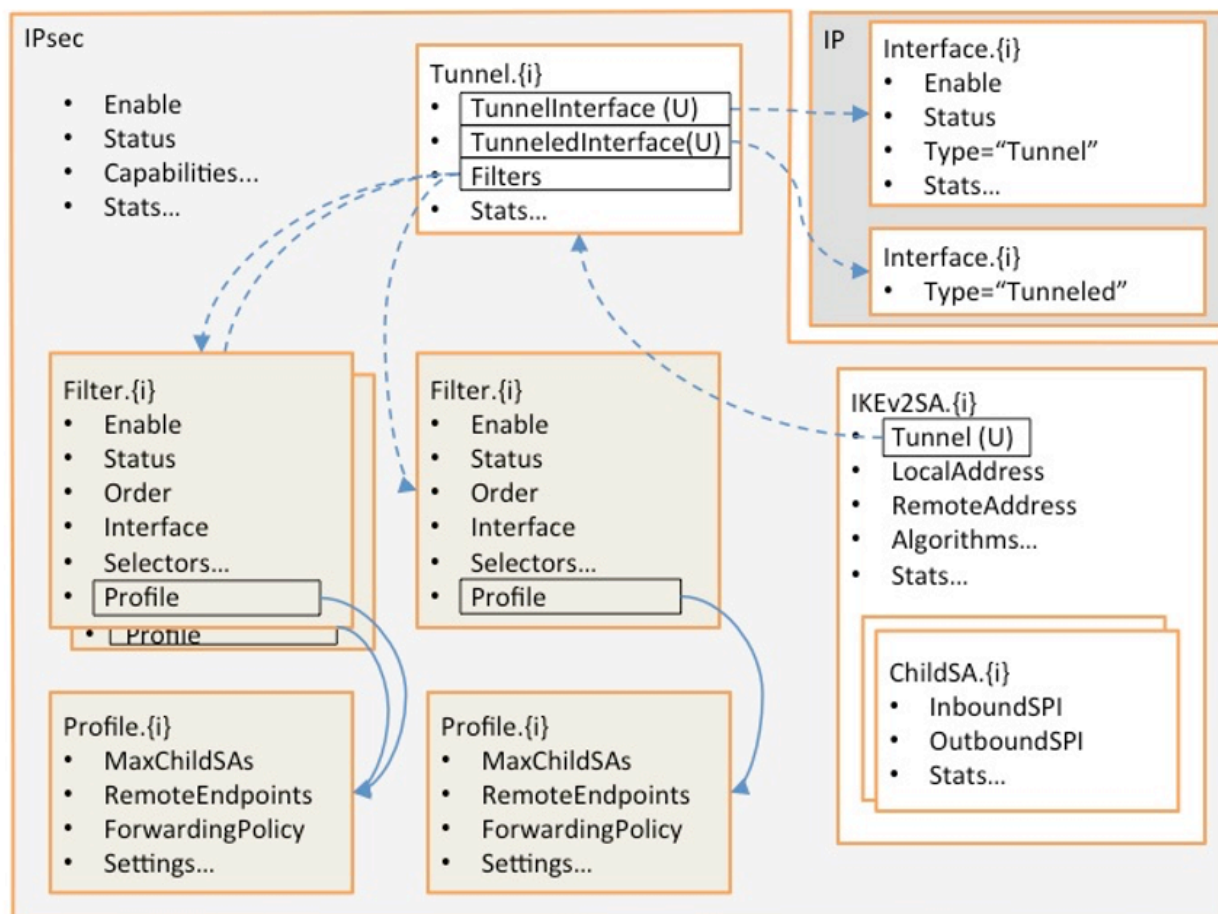 IPsec
• Enable
• Status
• Capabilities...
• Stats...
Tunnel.{i}
• TunnelInterface (U)
• TunneledInterface(U)
• Filters
• Stats...
IP
Interface.{i}
• Enable
• Status
• Type=“Tunnel”
• Stats...
Interface.{i}
• Type=“Tunneled”
Filter.{i}
• Enable
• Status
• Order
• Interface
• Selectors...
• Profile
• Profile
Filter.{i}
• Enable
• Status
• Order
• Interface
• Selectors...
• Profile
IKEv2SA.{i}
• Tunnel (U)
• LocalAddress
• RemoteAddress
• Algorithms...
• Stats...
ChildSA.{i}
• InboundSPI
• OutboundSPI
• Stats...
Profile.{i}
• MaxChildSAs
• RemoteEndpoints
• ForwardingPolicy
• Settings...
Profile.{i}
• MaxChildSAs
• RemoteEndpoints
• ForwardingPolicy
• Settings...